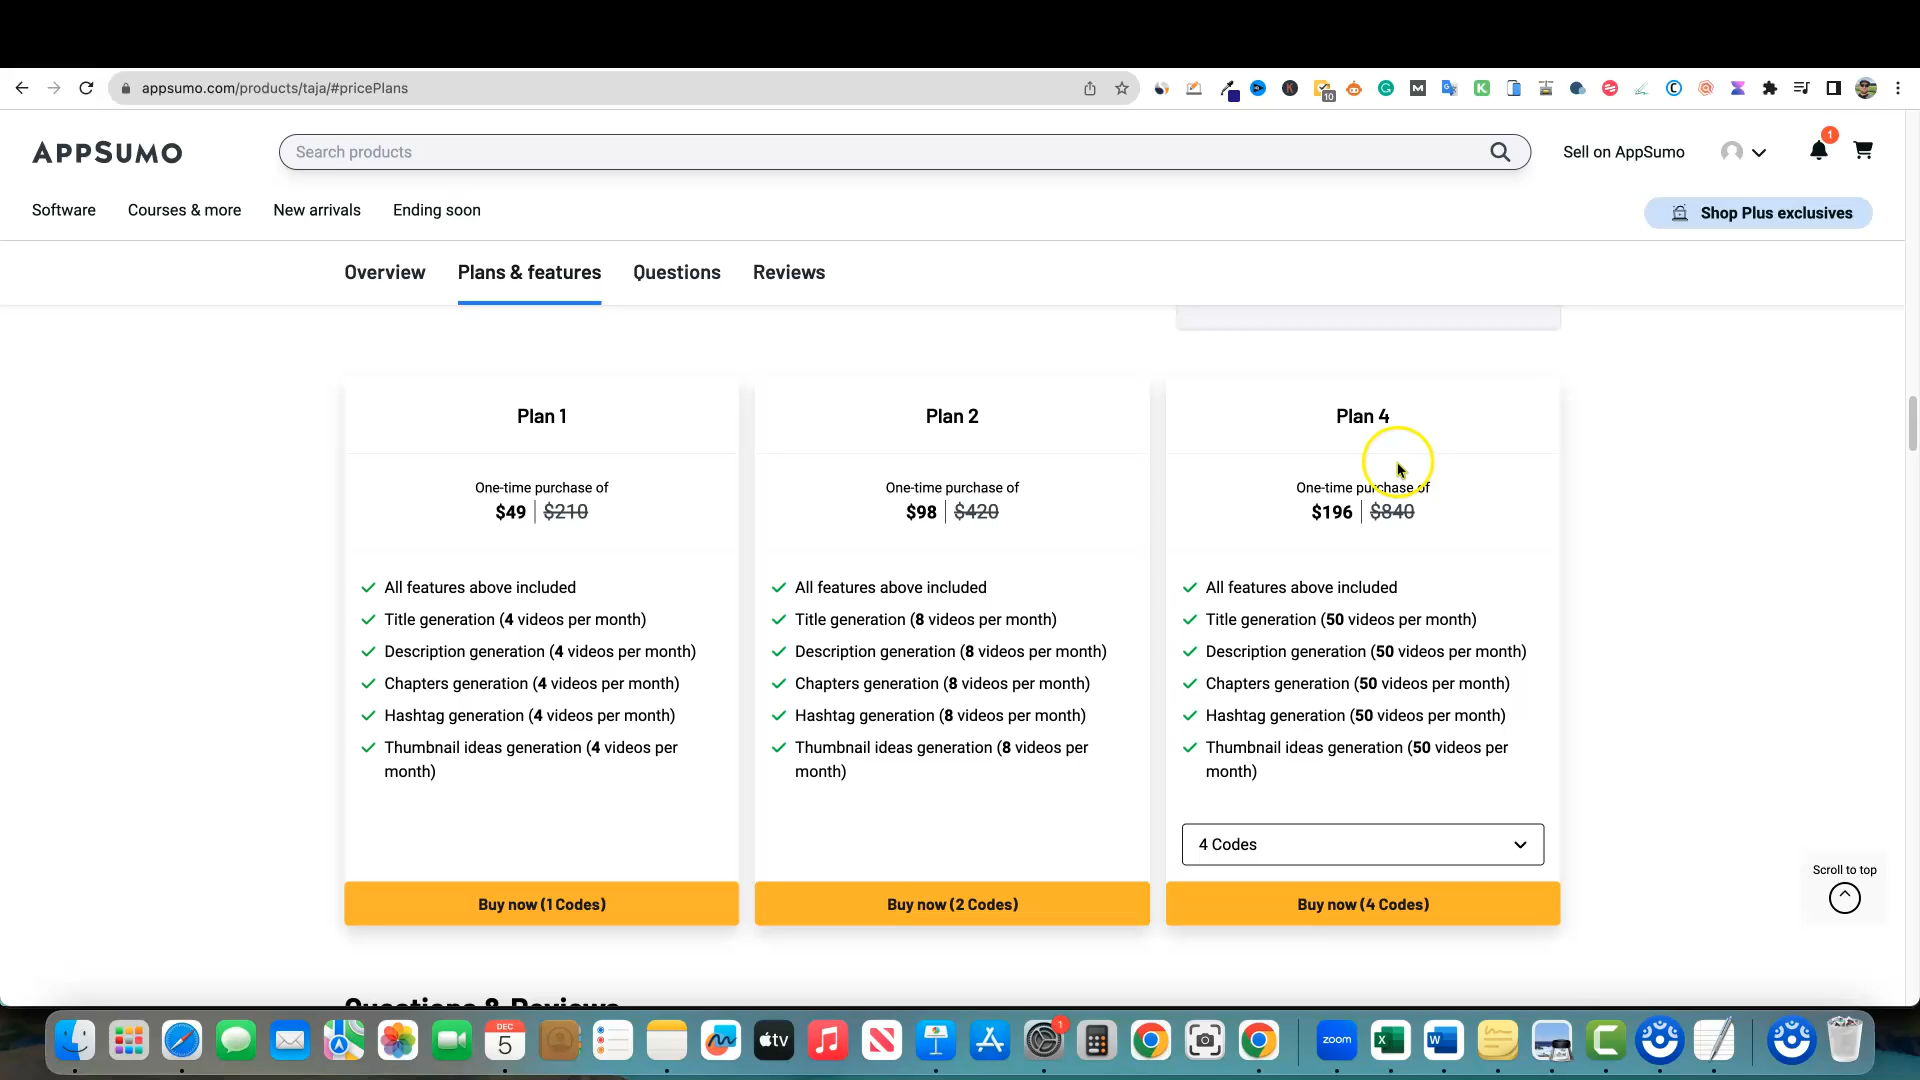 appsumo.com/products/taja/#pricePlans
10
APPSUMO
Search products
Sell on AppSumo
1
Software
Courses & more
New arrivals
Ending soon
Shop Plus exclusives
Overview
Plans & features
Questions
Reviews
Plan 1
One-time purchase of
$49 | $210
All features above included
Title generation (4 videos per month)
Description generation (4 videos per month)
Chapters generation (4 videos per month)
Hashtag generation (4 videos per month)
Thumbnail ideas generation (4 videos per
month)
Buy now (1 Codes)
Plan 2
One-time purchase of
$98 | $420
All features above included
Title generation (8 videos per month)
Description generation (8 videos per month)
Chapters generation (8 videos per month)
Hashtag generation (8 videos per month)
Thumbnail ideas generation (8 videos per
month)
Buy now (2 Codes)
Plan 4
One-time purchase of
$196 | $840
All features above included
Title generation (50 videos per month)
Description generation (50 videos per month)
Chapters generation (50 videos per month)
Hashtag generation (50 videos per month)
Thumbnail ideas generation (50 videos per
month)
4 Codes
Buy now (4 Codes)
Scroll to top
Questions & Reviews
DEC
5
tv
1
zoom
X
W